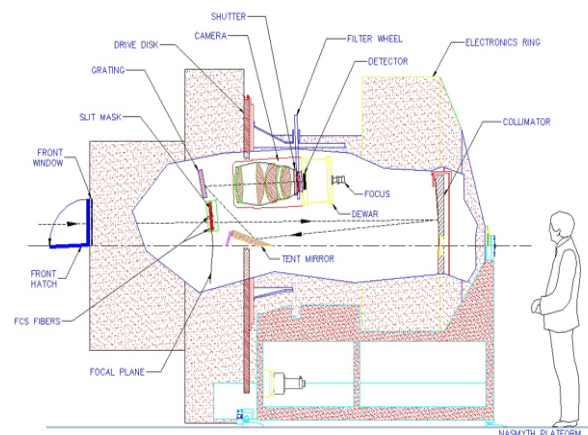 SHUTTER
CAMERA
FILTER WHEEL
DRIVE DISK
DETECTOR
ELECTRONICS RING
GRATING
SLIT MASK
COLLIMATOR
FRONT
WINDOW
FOCUS
DEWAR
TENT MIRROR
FRONT
HATCH
FCS FIBERS
FOCAL PLANE
NASMYTH PLATFORM